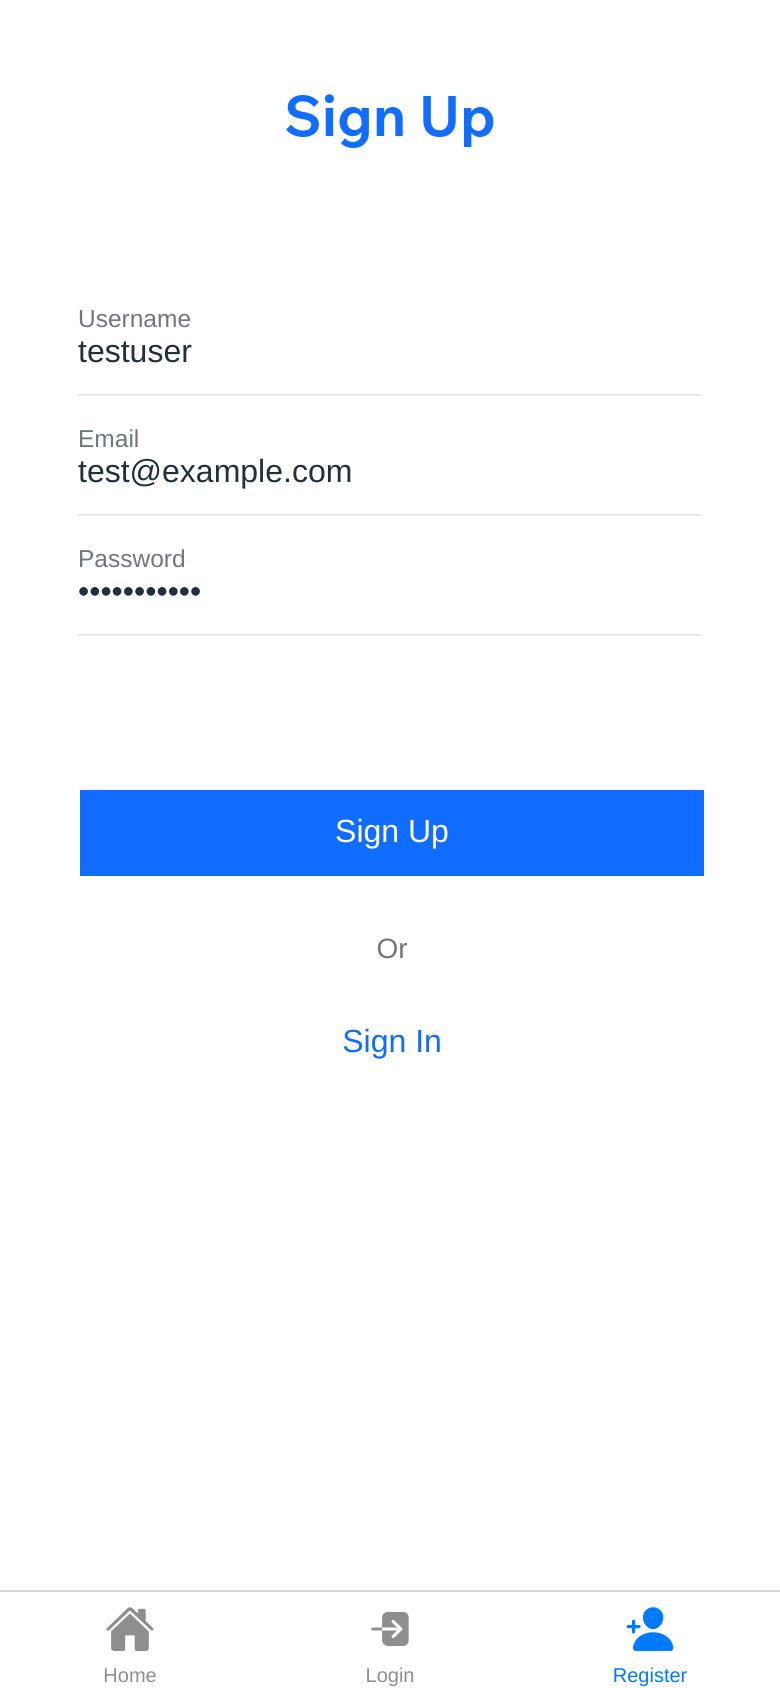 Sign Up
Username
testuser
Email
test@example.com
Password
•••••••••••
Sign Up
Or
Sign In
Home
Login
Register